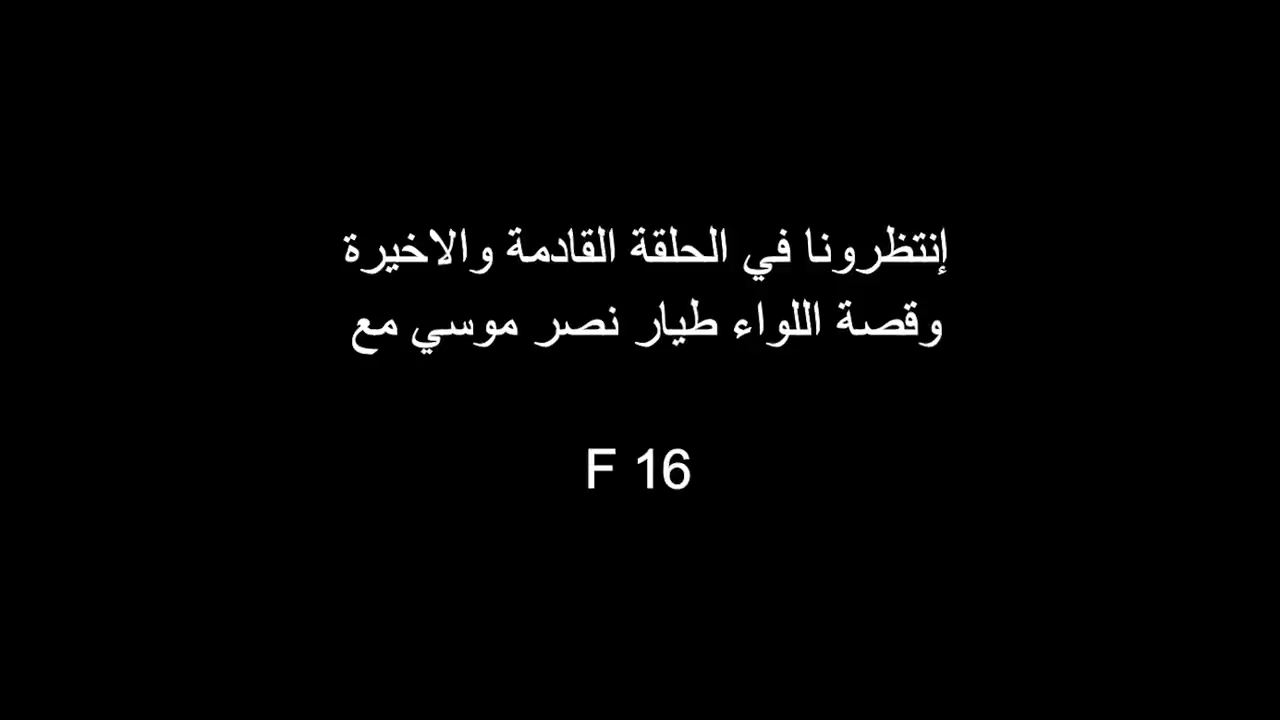 إنتظرونا في الحلقة القادمة والاخيرة
وقصة اللواء طيار نصر موسي مع
F 16